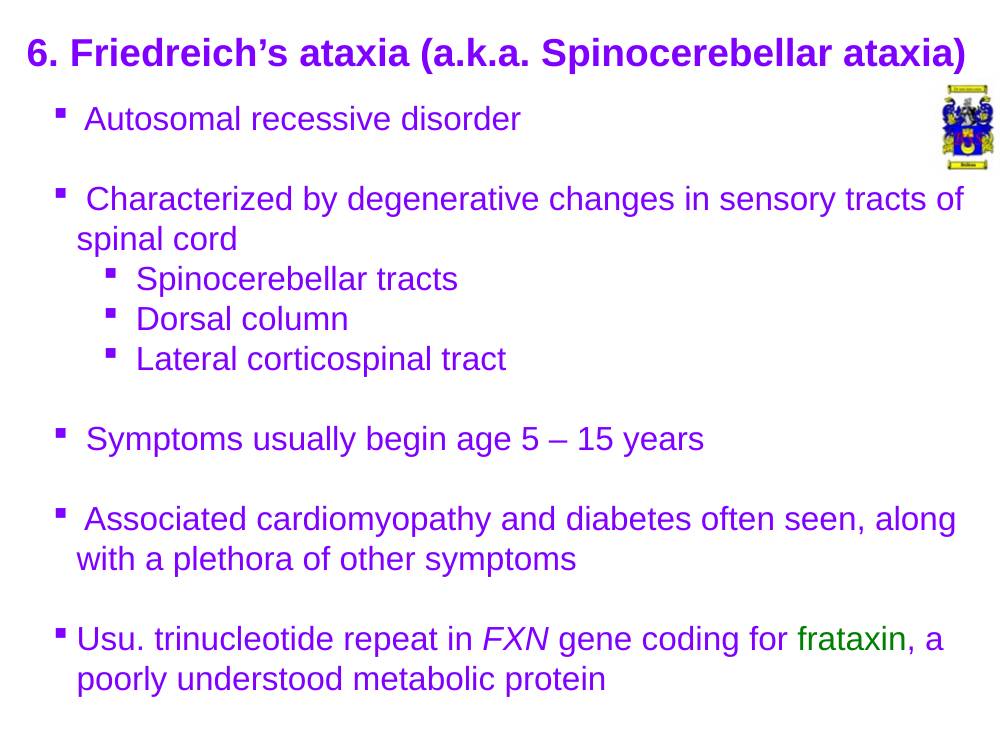 6. Friedreich’s ataxia (a.k.a. Spinocerebellar ataxia)
▪ Autosomal recessive disorder
▪ Characterized by degenerative changes in sensory tracts of
spinal cord
▪ Spinocerebellar tracts
▪ Dorsal column
▪ Lateral corticospinal tract
▪ Symptoms usually begin age 5 – 15 years
▪ Associated cardiomyopathy and diabetes often seen, along
with a plethora of other symptoms
▪ Usu. trinucleotide repeat in FXN gene coding for frataxin, a
poorly understood metabolic protein